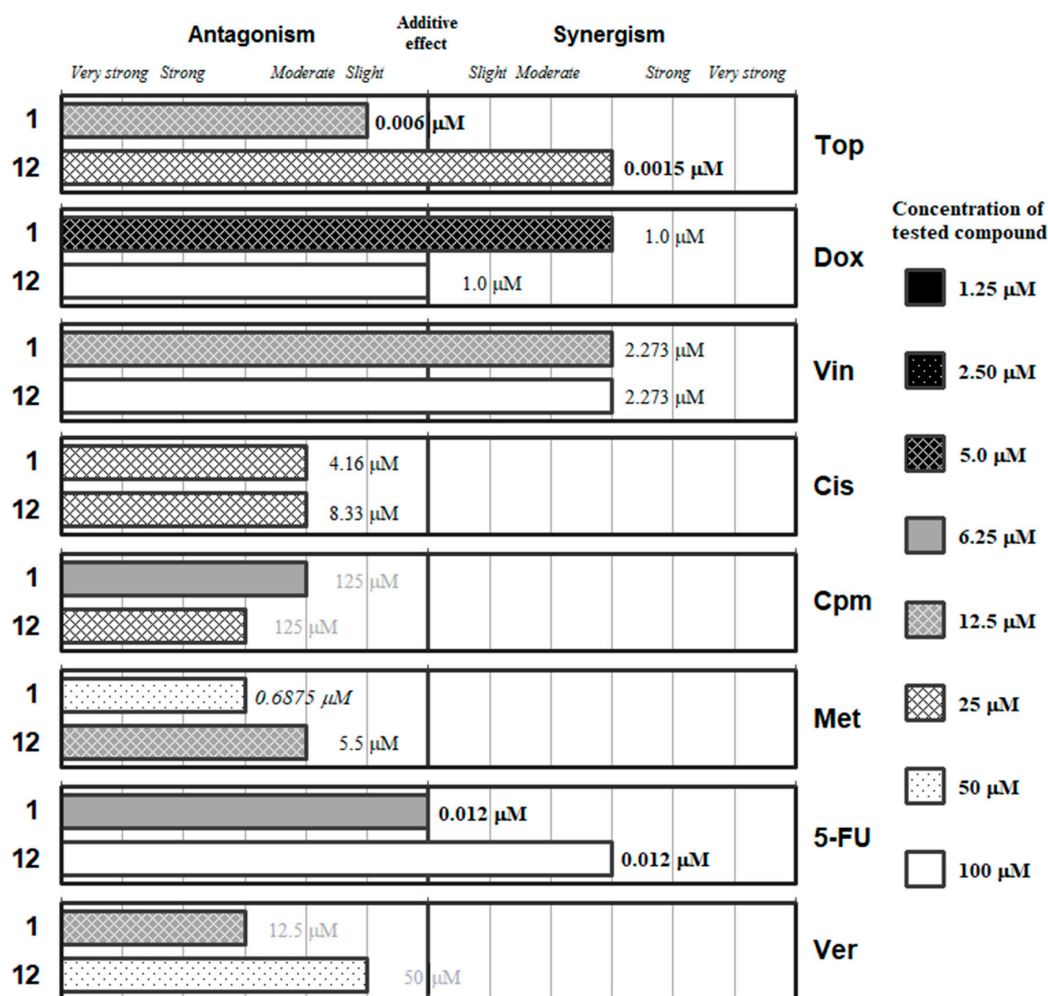 Antagonism Additive effect Synergism
Very strong Strong Moderate Slight Slight Moderate Strong Very strong
1 0.006 μM
12 0.0015 μM
Top
1 1.0 μM
12 1.0 μM
Dox
1 2.273 μM
12 2.273 μM
Vin
1 4.16 μM
12 8.33 μM
Cis
1 125 μM
12 125 μM
Cpm
1 0.6875 μM
12 5.5 μM
Met
1 0.012 μM
12 0.012 μM
5-FU
1 12.5 μM
12 50 μM
Ver
Concentration of
tested compound
1.25 μM
2.50 μM
5.0 μM
6.25 μM
12.5 μM
25 μM
50 μM
100 μM